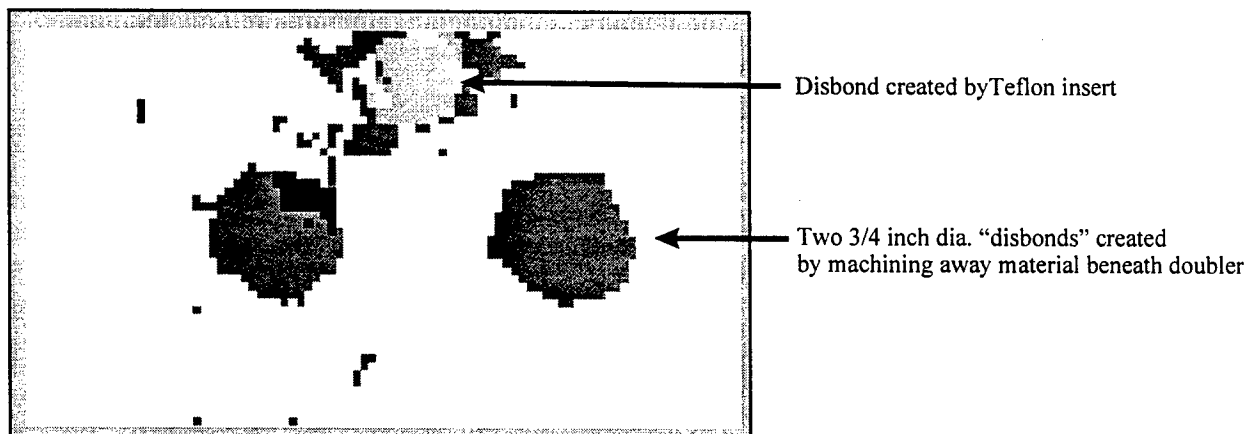 Disbond created byTeflon insert
Two 3/4 inch dia. “disbonds” created
by machining away material beneath doubler